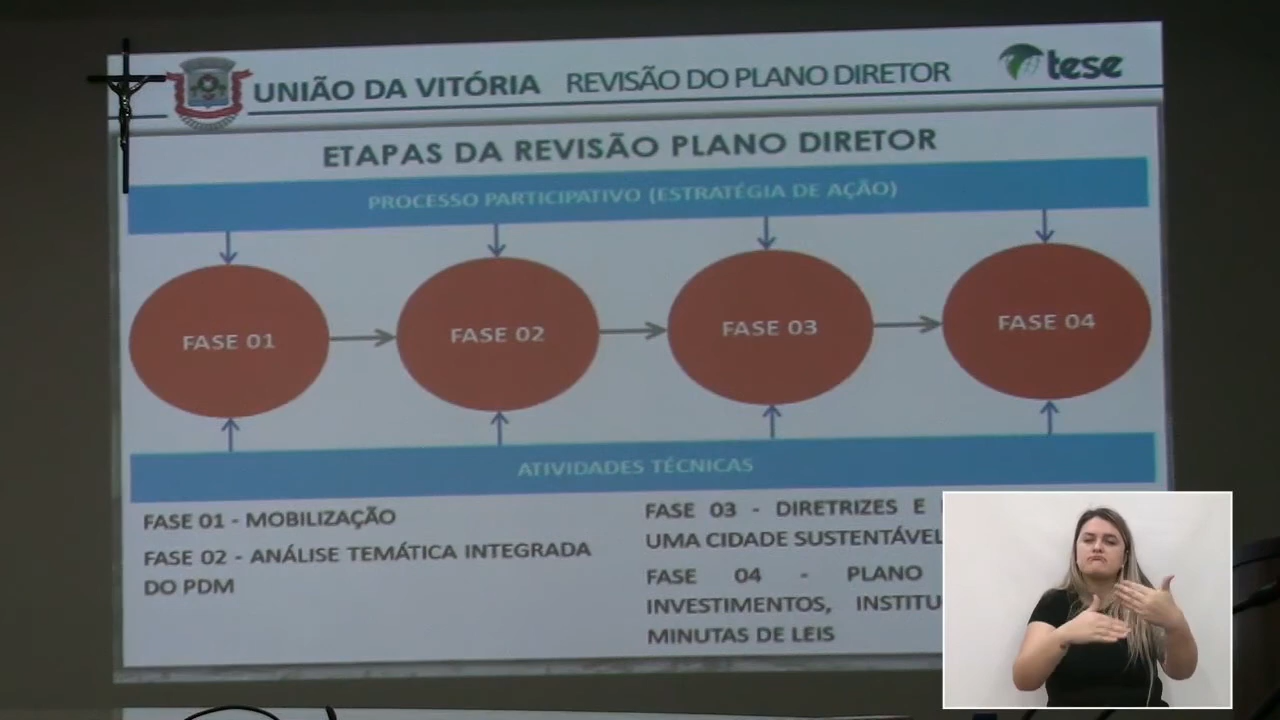 UNIÃO DA VITÓRIA REVISÃO DO PLANO DIRETOR
tese
ETAPAS DA REVISÃO PLANO DIRETOR
PROCESSO PARTICIPATIVO (ESTRATÉGIA DE AÇÃO)
FASE 01
FASE 02
FASE 03
FASE 04
ATIVIDADES TÉCNICAS
FASE 01 - MOBILIZAÇÃO
FASE 02 - ANÁLISE TEMÁTICA INTEGRADA
DO PDM
FASE 03 - DIRETRIZES E
UMA CIDADE SUSTENTÁVEL
FASE 04 - PLANO
INVESTIMENTOS,
MINUTAS DE LEIS